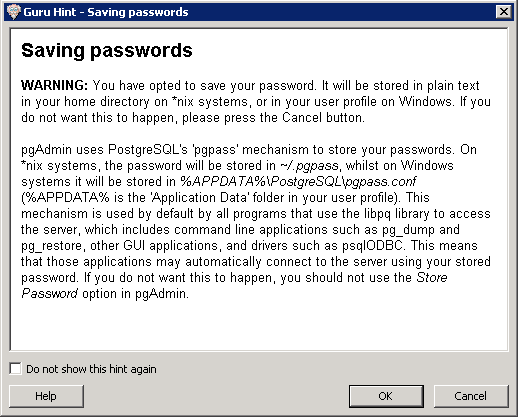 Guru Hint - Saving passwords
Saving passwords
WARNING: You have opted to save your password. It will be stored in plain text
in your home directory on *nix systems, or in your user profile on Windows. If you
do not want this to happen, please press the Cancel button.
pgAdmin uses PostgreSQL's 'pgpass' mechanism to store your passwords. On
*nix systems, the password will be stored in ~/.pgpass, whilst on Windows
systems it will be stored in %APPDATA%\PostgreSQL\pgpass.conf
(%APPDATA% is the 'Application Data' folder in your user profile). This
mechanism is used by default by all programs that use the libpq library to access
the server, which includes command line applications such as pg_dump and
pg_restore, other GUI applications, and drivers such as psqlODBC. This means
that those applications may automatically connect to the server using your stored
password. If you do not want this to happen, you should not use the Store
Password option in pgAdmin.
Do not show this hint again
Help OK Cancel